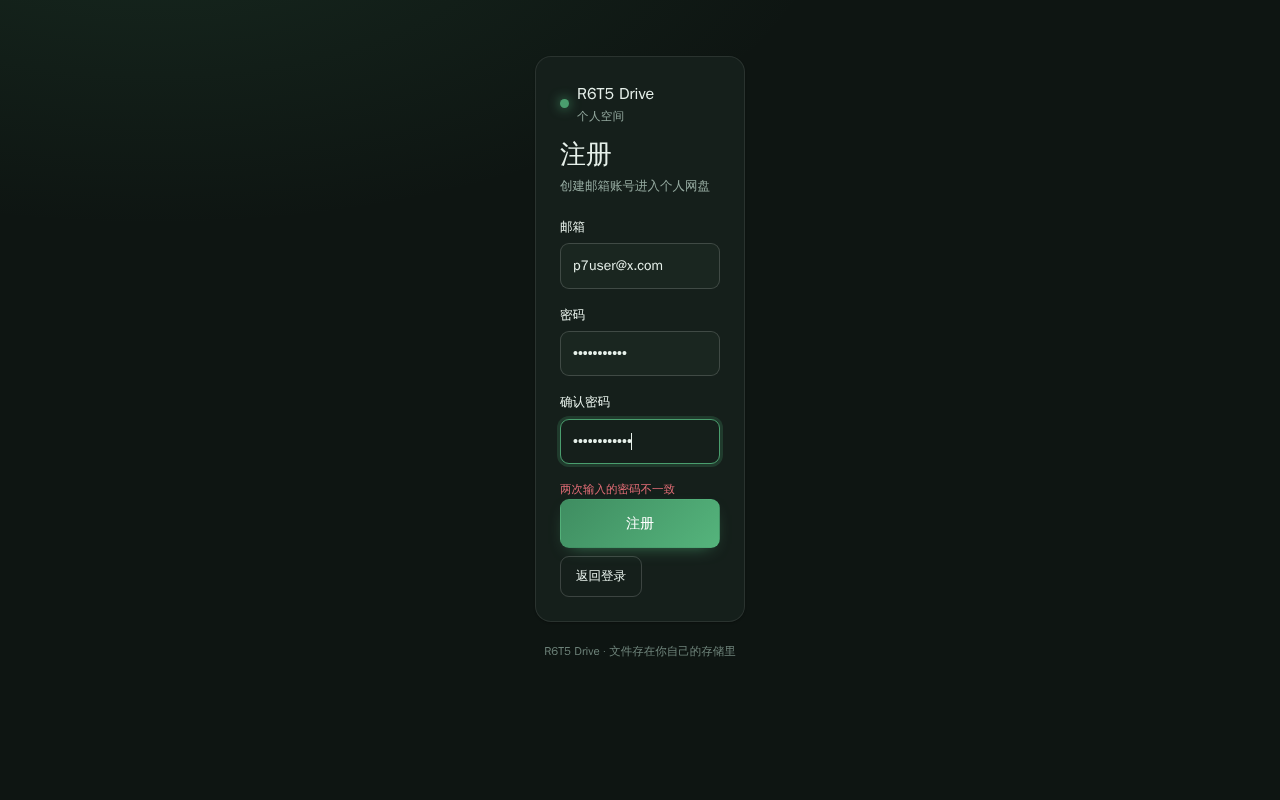 R6T5 Drive
个人空间
注册
创建邮箱账号进入个人网盘
邮箱
p7user@x.com
密码
•••••••••••
确认密码
••••••••••••
两次输入的密码不一致
注册
返回登录
R6T5 Drive · 文件存在你自己的存储里